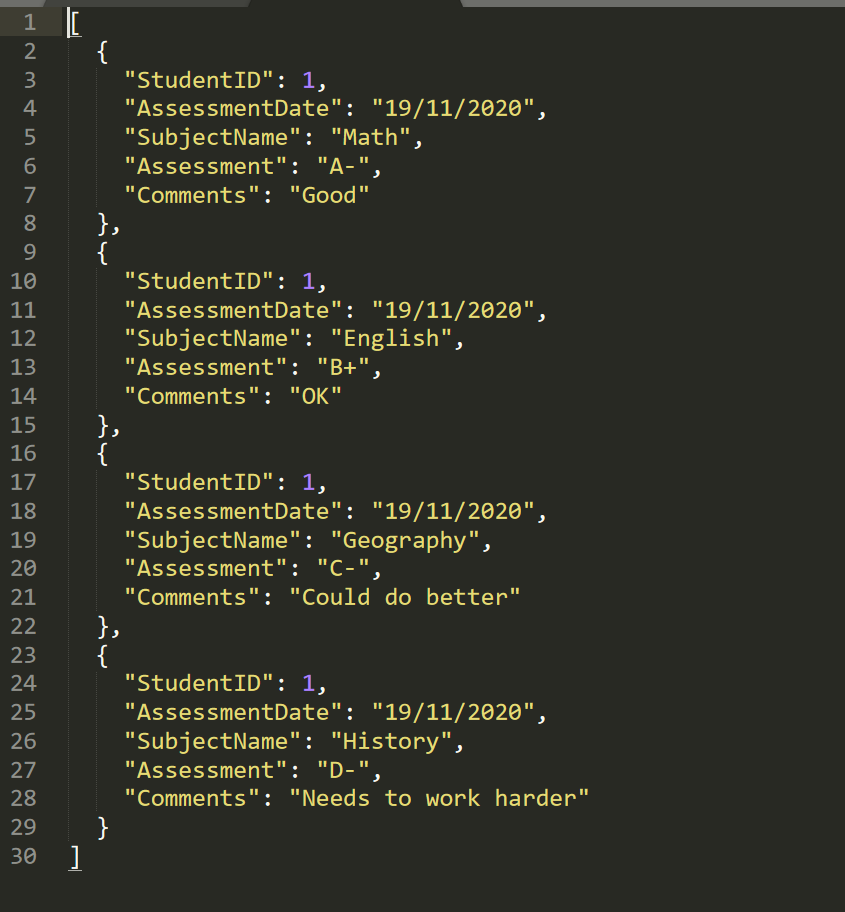 1 [
2   {
3     "StudentID": 1,
4     "AssessmentDate": "19/11/2020",
5     "SubjectName": "Math",
6     "Assessment": "A-",
7     "Comments": "Good"
8   },
9   {
10     "StudentID": 1,
11     "AssessmentDate": "19/11/2020",
12     "SubjectName": "English",
13     "Assessment": "B+",
14     "Comments": "OK"
15   },
16   {
17     "StudentID": 1,
18     "AssessmentDate": "19/11/2020",
19     "SubjectName": "Geography",
20     "Assessment": "C-",
21     "Comments": "Could do better"
22   },
23   {
24     "StudentID": 1,
25     "AssessmentDate": "19/11/2020",
26     "SubjectName": "History",
27     "Assessment": "D-",
28     "Comments": "Needs to work harder"
29   }
30 ]